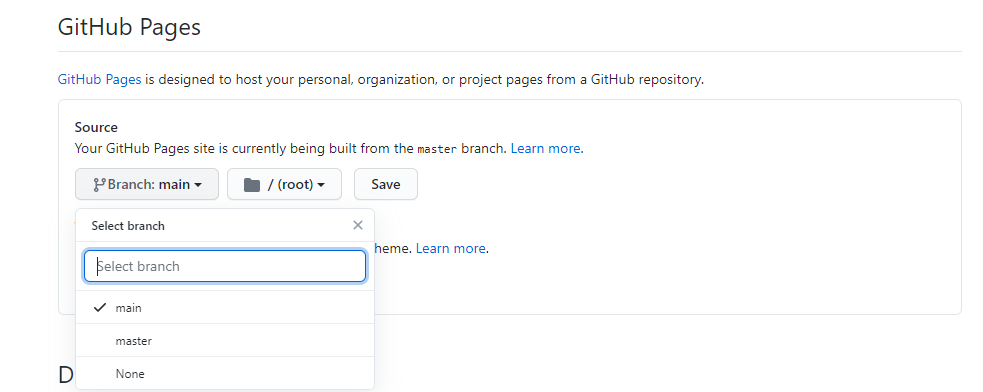 GitHub Pages
GitHub Pages is designed to host your personal, organization, or project pages from a GitHub repository.
Source
Your GitHub Pages site is currently being built from the master branch. Learn more.
Branch: main
/ (root)
Save
Select branch
heme. Learn more.
Select branch
main
master
None
D